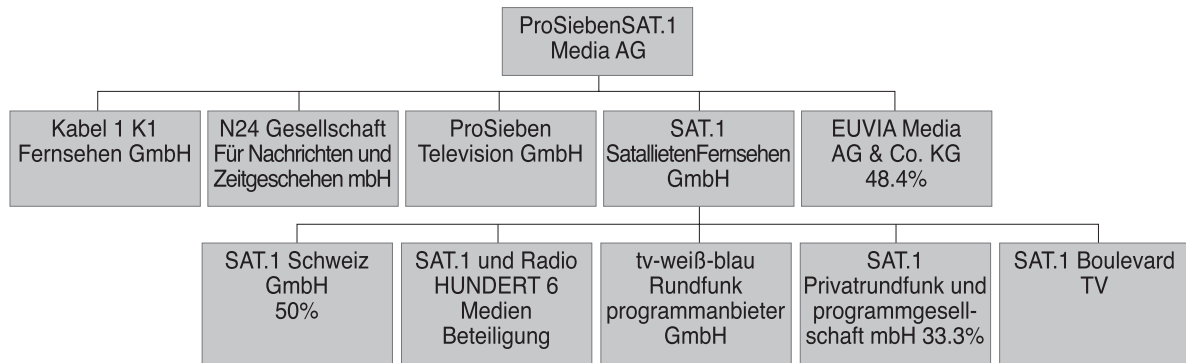 ProSiebenSAT.1
Media AG
Kabel 1 K1
Fernsehen GmbH
N24 Gesellschaft
Für Nachrichten und
Zeitgeschehen mbH
ProSieben
Television GmbH
SAT.1
SatallietenFernsehen
GmbH
EUVIA Media
AG & Co. KG
48.4%
SAT.1 Schweiz
GmbH
50%
SAT.1 und Radio
HUNDERT 6
Medien
Beteiligung
tv-weiß-blau
Rundfunk
programmanbieter
GmbH
SAT.1
Privatrundfunk und
programmgesell-
schaft mbH 33.3%
SAT.1 Boulevard
TV